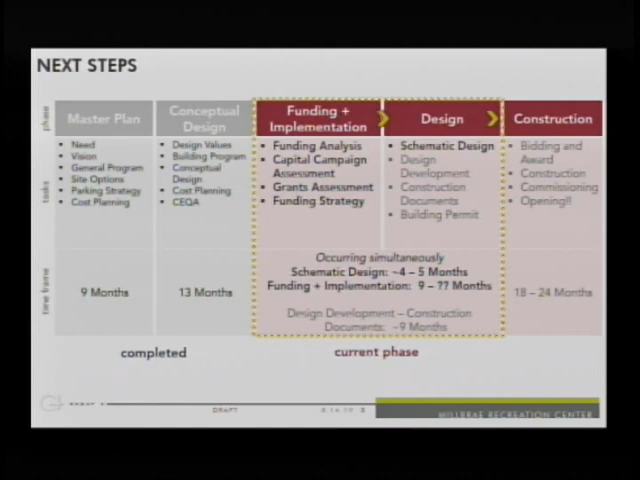 NEXT STEPS
phase
Master Plan
Conceptual
Design
Funding +
Implementation
Design
Construction
tasks
• Need
• Vision
• General Program
• Site Options
• Parking Strategy
• Cost Planning
• Design Values
• Building Program
• Conceptual
Design
• Cost Planning
• CEQA
• Funding Analysis
• Capital Campaign
Assessment
• Grants Assessment
• Funding Strategy
• Schematic Design
• Design
Development
• Construction
Documents
• Building Permit
• Bidding and
Award
• Construction
• Commissioning
• Opening!!
time frame
9 Months
13 Months
Occurring simultaneously
Schematic Design: ~4 – 5 Months
Funding + Implementation: 9 – ?? Months
Design Development – Construction
Documents: ~9 Months
18 – 24 Months
completed
current phase
DRAFT
MILLBRAE RECREATION CENTER